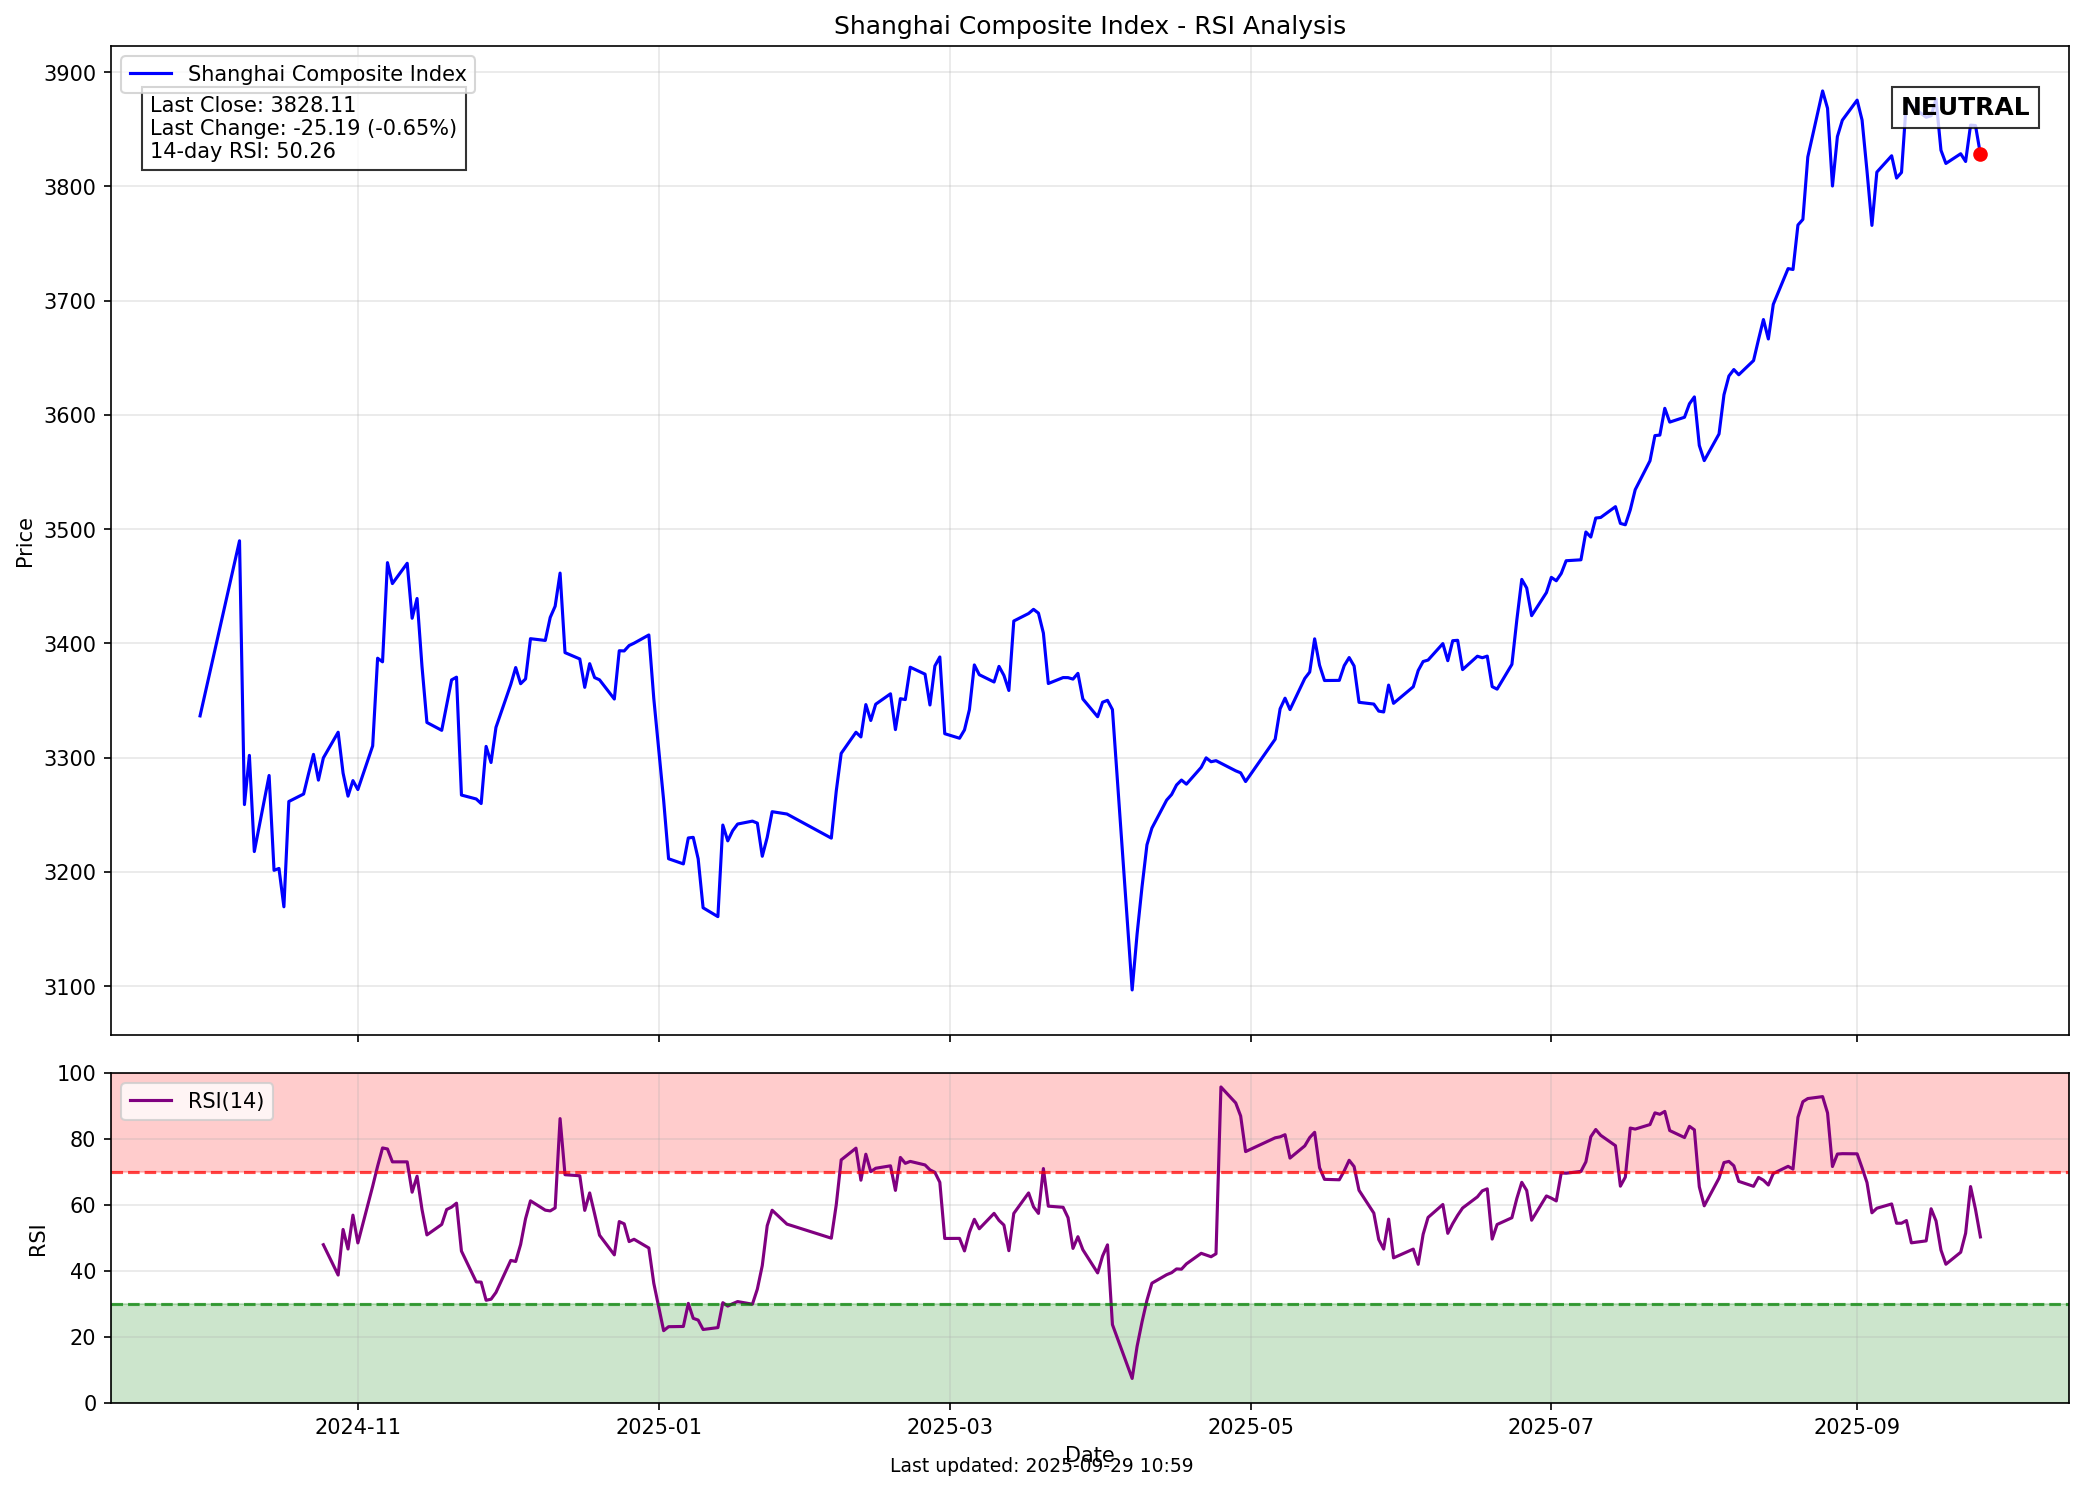 Shanghai Composite Index - RSI Analysis
Shanghai Composite Index
Last Close: 3828.11
Last Change: -25.19 (-0.65%)
14-day RSI: 50.26
NEUTRAL
Price
3900
3800
3700
3600
3500
3400
3300
3200
3100
RSI(14)
RSI
100
80
60
40
20
0
2024-11
2025-01
2025-03
2025-05
2025-07
2025-09
Date
Last updated: 2025-09-29 10:59